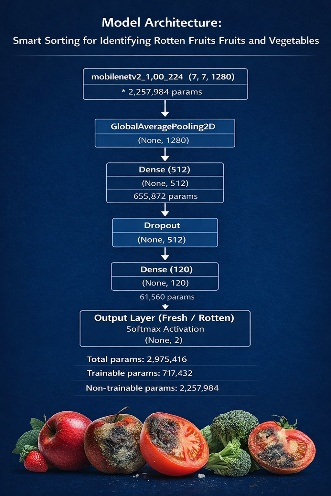 Model Architecture:
Smart Sorting for Identifying Rotten Fruits Fruits and Vegetables
mobilenetv2_1,00_224 (7, 7, 1280)
* 2,257,984 params
GlobalAveragePooling2D
(None, 1280)
Dense (512)
(None, 512)
655,872 params
Dropout
(None, 512)
Dense (120)
(None, 120)
61,560 params
Output Layer (Fresh / Rotten)
Softmax Activation
(None, 2)
Total params: 2,975,416
Trainable params: 717,432
Non-trainable params: 2,257,984